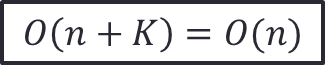 O(n + K) = O(n)